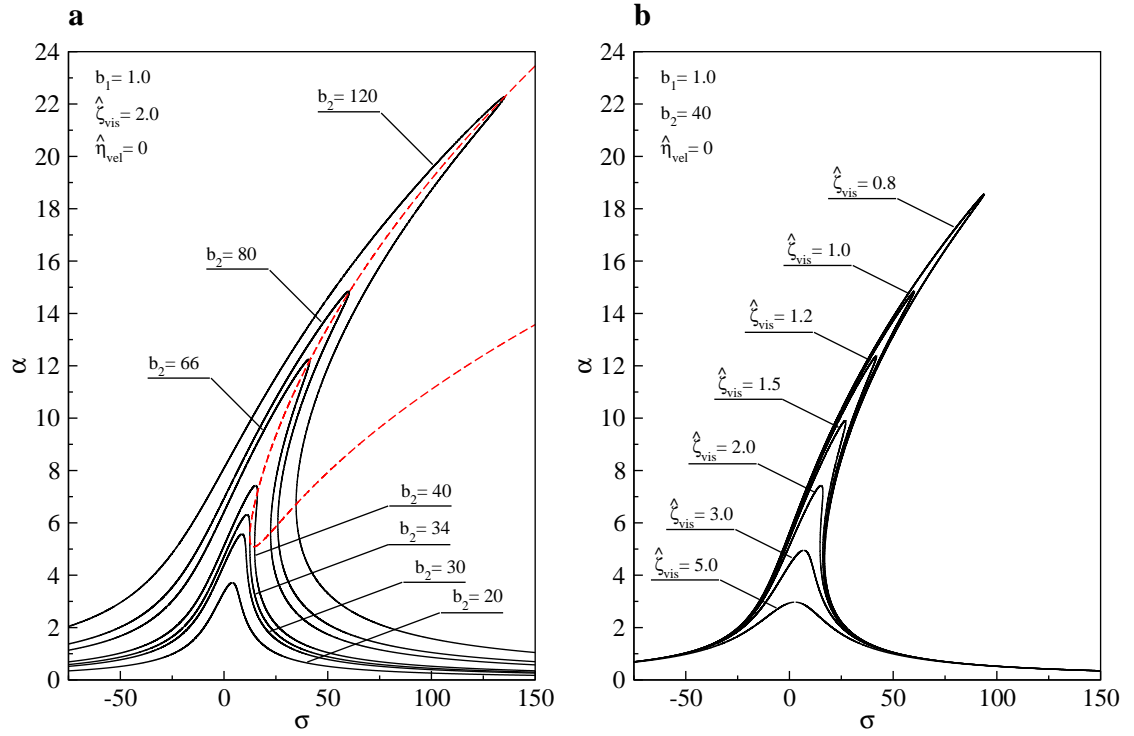 a
b
24
22
20
18
16
14
12
10
8
6
4
2
0
α
b₁= 1.0
ζ̂vis= 2.0
η̂vel= 0
b₂= 120
b₂= 80
b₂= 66
b₂= 40
b₂= 34
b₂= 30
b₂= 20
-50 0 50 100 150
σ
24
22
20
18
16
14
12
10
8
6
4
2
0
α
b₁= 1.0
b₂= 40
η̂vel= 0
ζ̂vis= 0.8
ζ̂vis= 1.0
ζ̂vis= 1.2
ζ̂vis= 1.5
ζ̂vis= 2.0
ζ̂vis= 3.0
ζ̂vis= 5.0
-50 0 50 100 150
σ